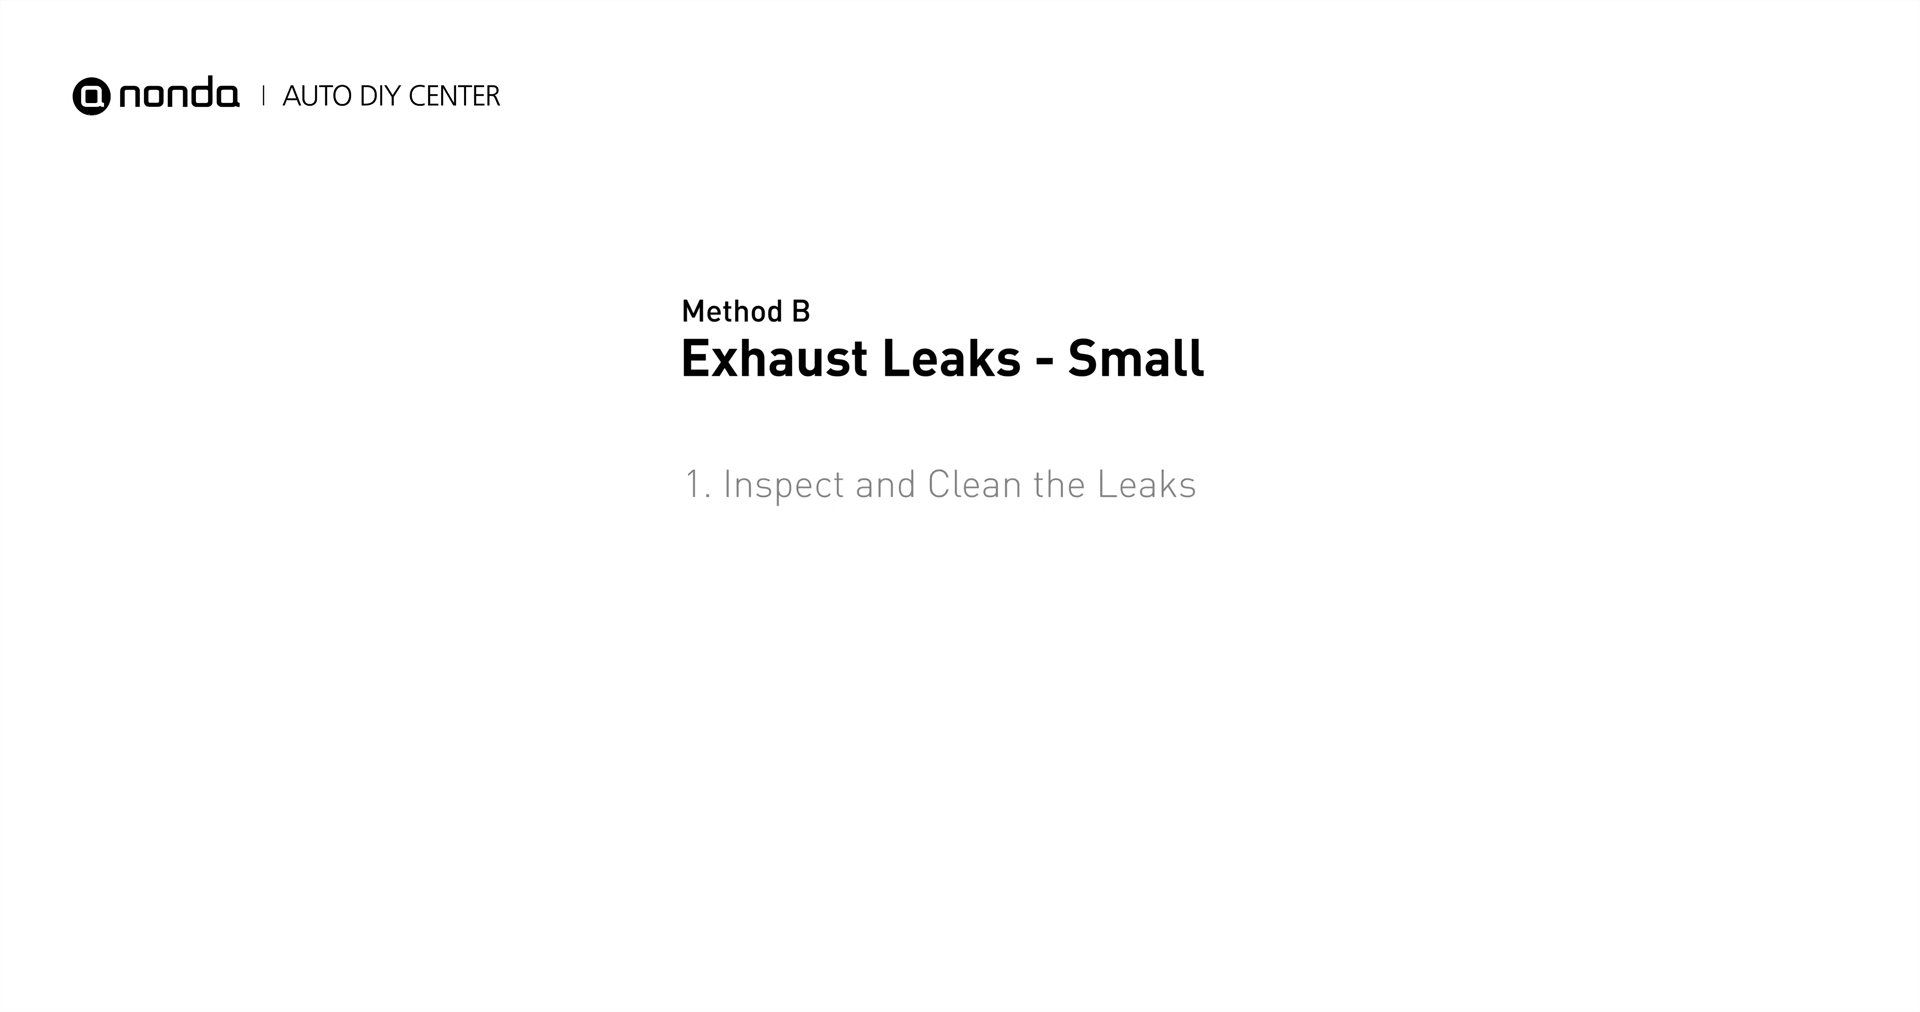 nonda | AUTO DIY CENTER
Method B
Exhaust Leaks - Small
1. Inspect and Clean the Leaks